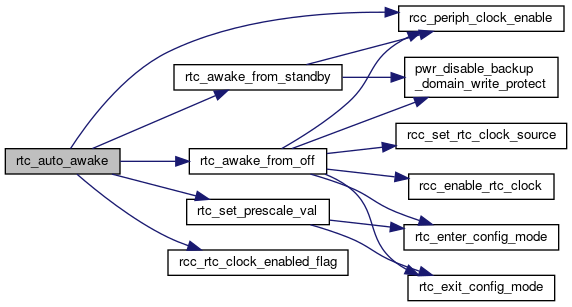 rtc_auto_awake
rcc_periph_clock_enable
rtc_awake_from_standby
pwr_disable_backup
_domain_write_protect
rtc_awake_from_off
rcc_set_rtc_clock_source
rcc_enable_rtc_clock
rtc_set_prescale_val
rtc_enter_config_mode
rcc_rtc_clock_enabled_flag
rtc_exit_config_mode